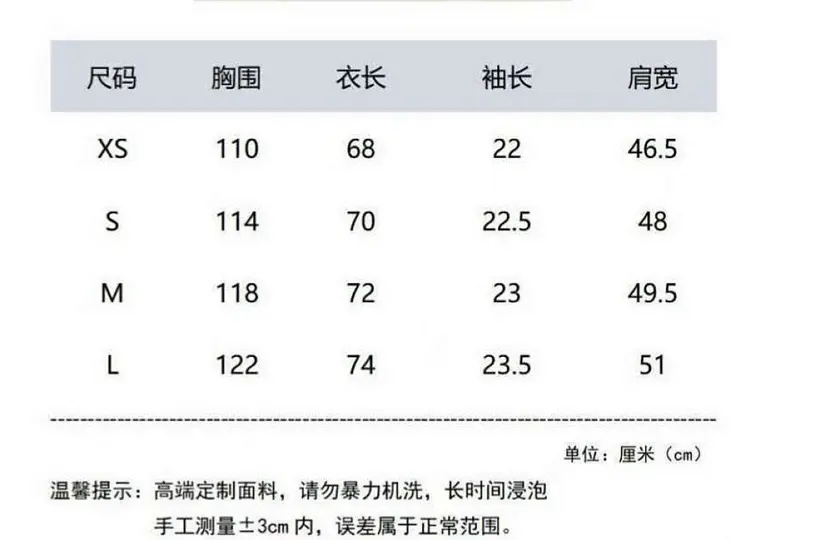 尺码 胸围 衣长 袖长 肩宽
XS 110 68 22 46.5
S 114 70 22.5 48
M 118 72 23 49.5
L 122 74 23.5 51
单位：厘米（cm）
温馨提示：高端定制面料，请勿暴力机洗，长时间浸泡
手工测量±3cm内，误差属于正常范围。